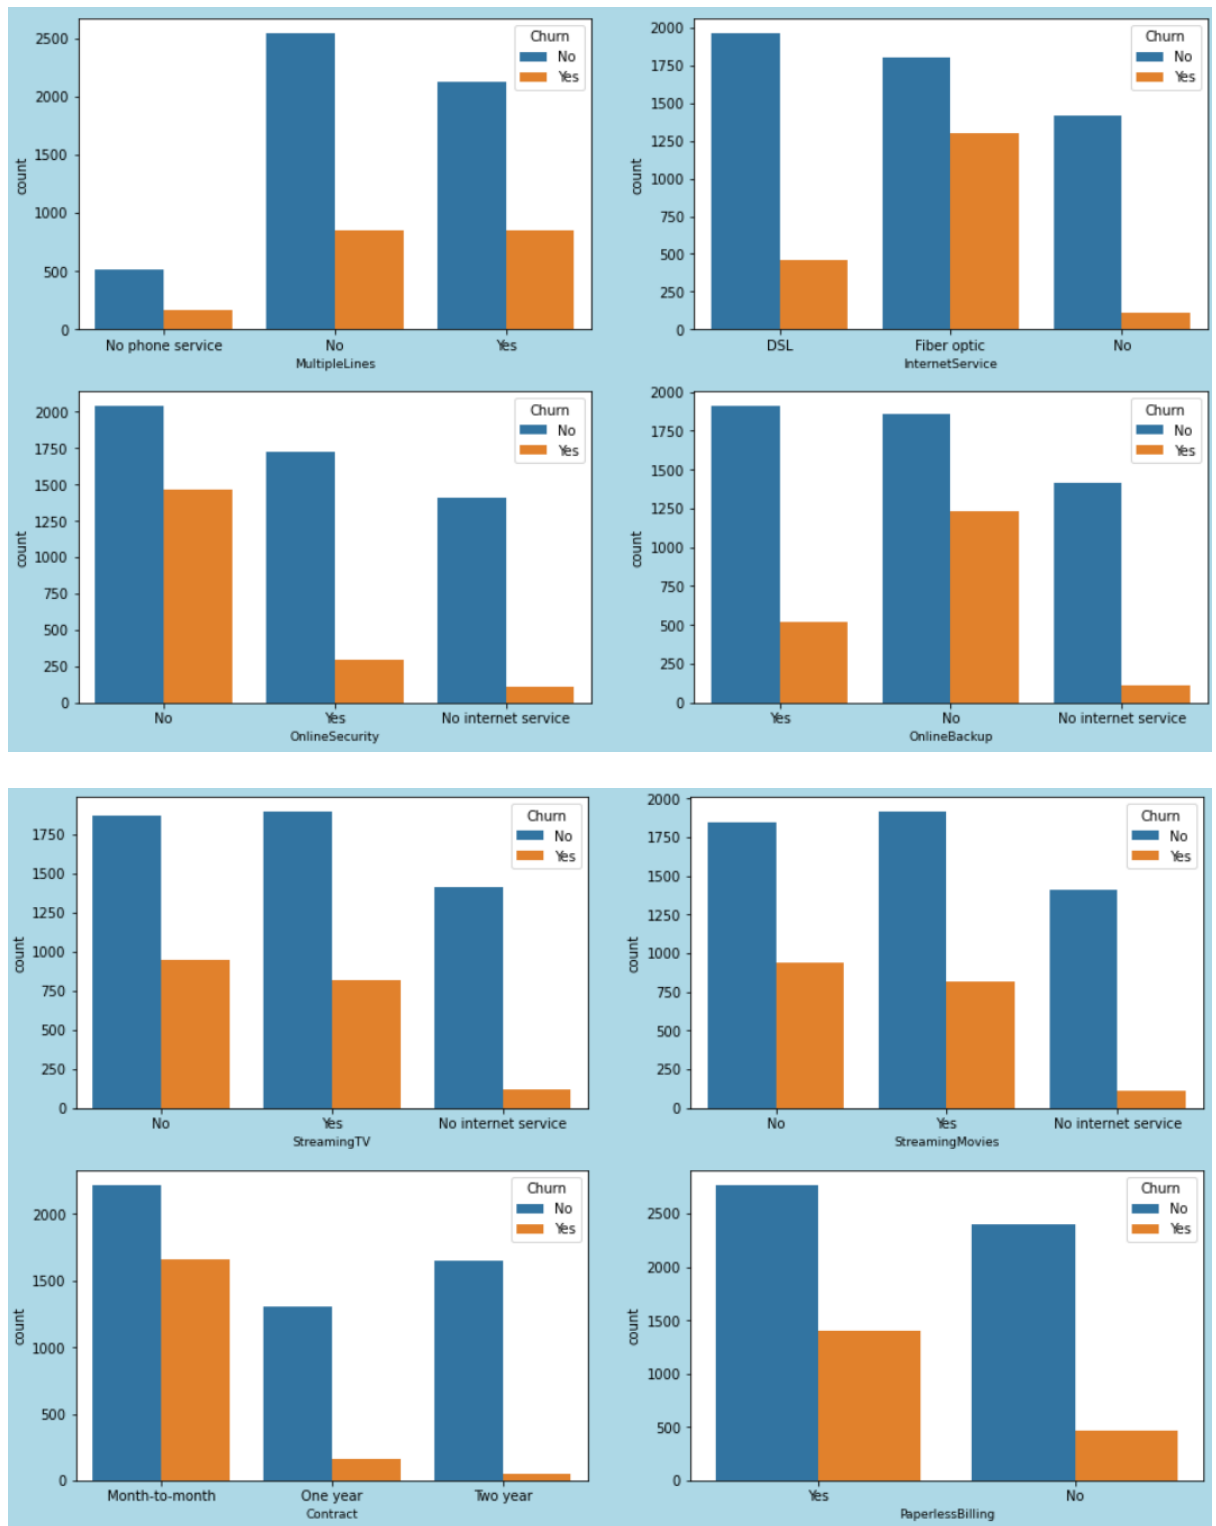 Churn
No
Yes
2500
2000
1500
1000
500
0
count
No phone service No Yes
MultipleLines
Churn
No
Yes
2000
1750
1500
1250
1000
750
500
250
0
count
DSL Fiber optic No
InternetService
Churn
No
Yes
2000
1750
1500
1250
1000
750
500
250
0
count
No Yes No internet service
OnlineSecurity
Churn
No
Yes
2000
1750
1500
1250
1000
750
500
250
0
count
Yes No No internet service
OnlineBackup
Churn
No
Yes
1750
1500
1250
1000
750
500
250
0
count
No Yes No internet service
StreamingTV
Churn
No
Yes
2000
1750
1500
1250
1000
750
500
250
0
count
No Yes No internet service
StreamingMovies
Churn
No
Yes
2000
1500
1000
500
0
count
Month-to-month One year Two year
Contract
Churn
No
Yes
2500
2000
1500
1000
500
0
count
Yes No
PaperlessBilling